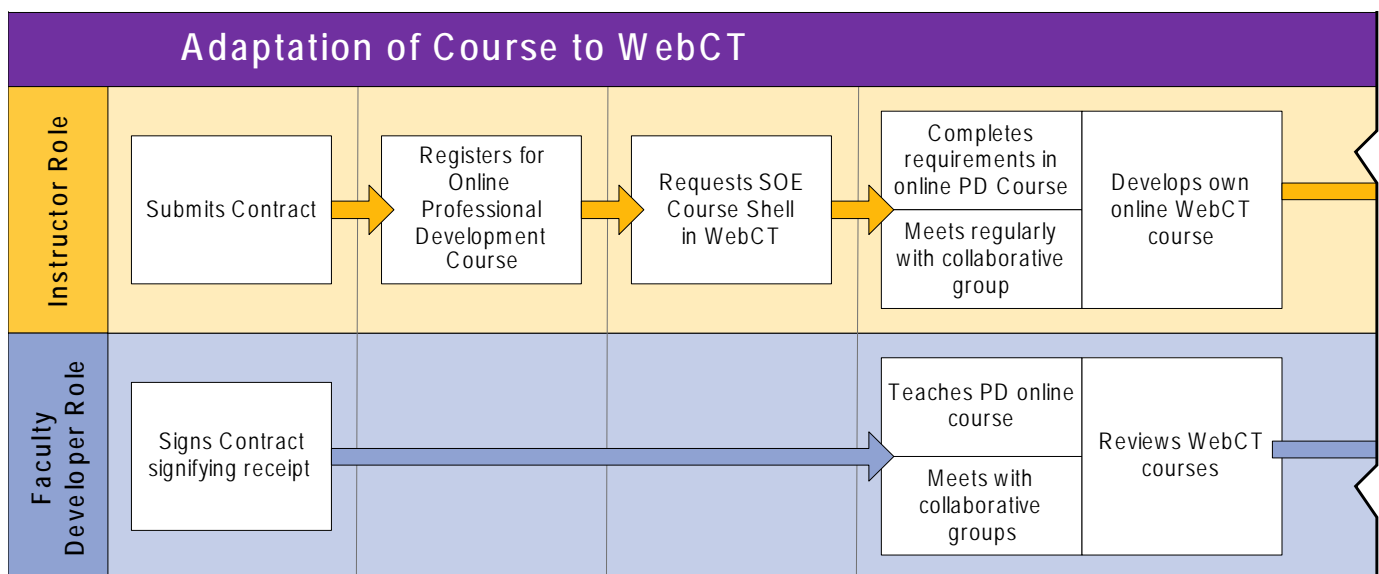 Adaptation of Course to WebCT
Instructor Role
Submits Contract
Registers for
Online
Professional
Development
Course
Requests SOE
Course Shell
in WebCT
Completes
requirements in
online PD Course
Meets regularly
with collaborative
group
Develops own
online WebCT
course
Faculty
Developer Role
Signs Contract
signifying receipt
Teaches PD online
course
Meets with
collaborative
groups
Reviews WebCT
courses